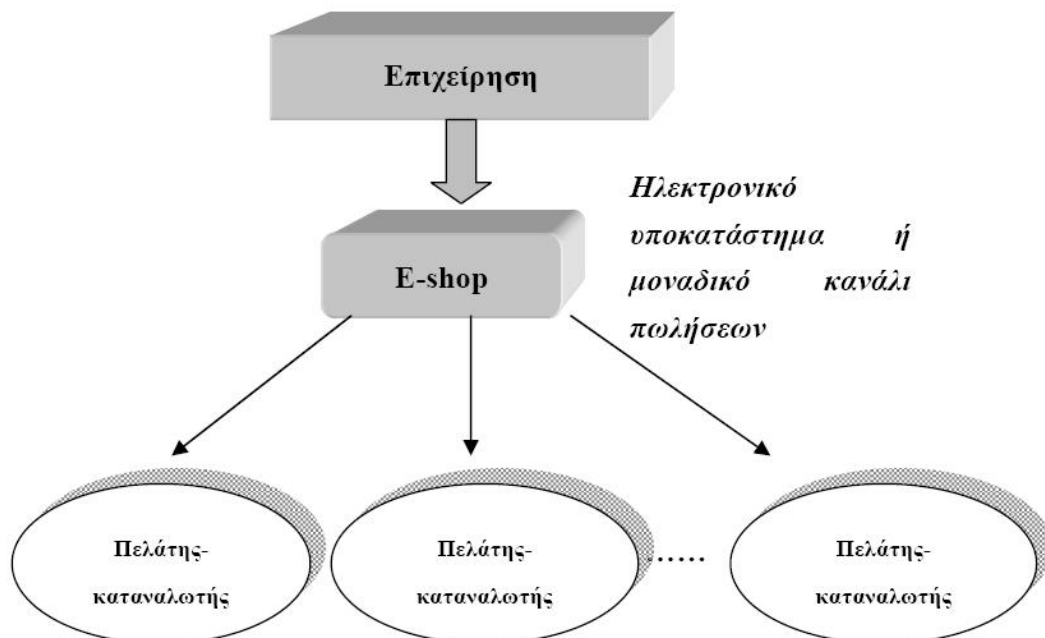 Επιχείρηση
Ηλεκτρονικό
υποκατάστημα ή
μοναδικό κανάλι
πωλήσεων
E-shop
Πελάτης-
καταναλωτής
Πελάτης-
καταναλωτής
......
Πελάτης-
καταναλωτής